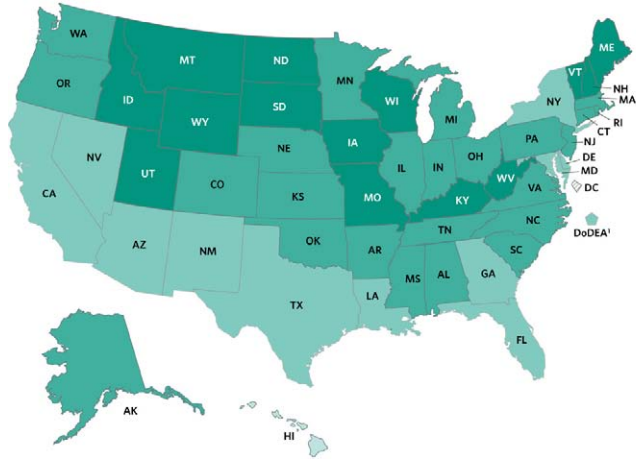 WA
ME
MT
ND
VT
MN
OR
NH
ID
SD
WI
NY
MA
WY
MI
RI
CT
IA
PA
NJ
NE
NV
OH
DE
IL
IN
UT
MD
CO
WV
CA
VA
DC
KS
MO
KY
NC
DoDEA¹
TN
OK
AZ
NM
AR
SC
MS
AL
GA
LA
TX
FL
AK
HI